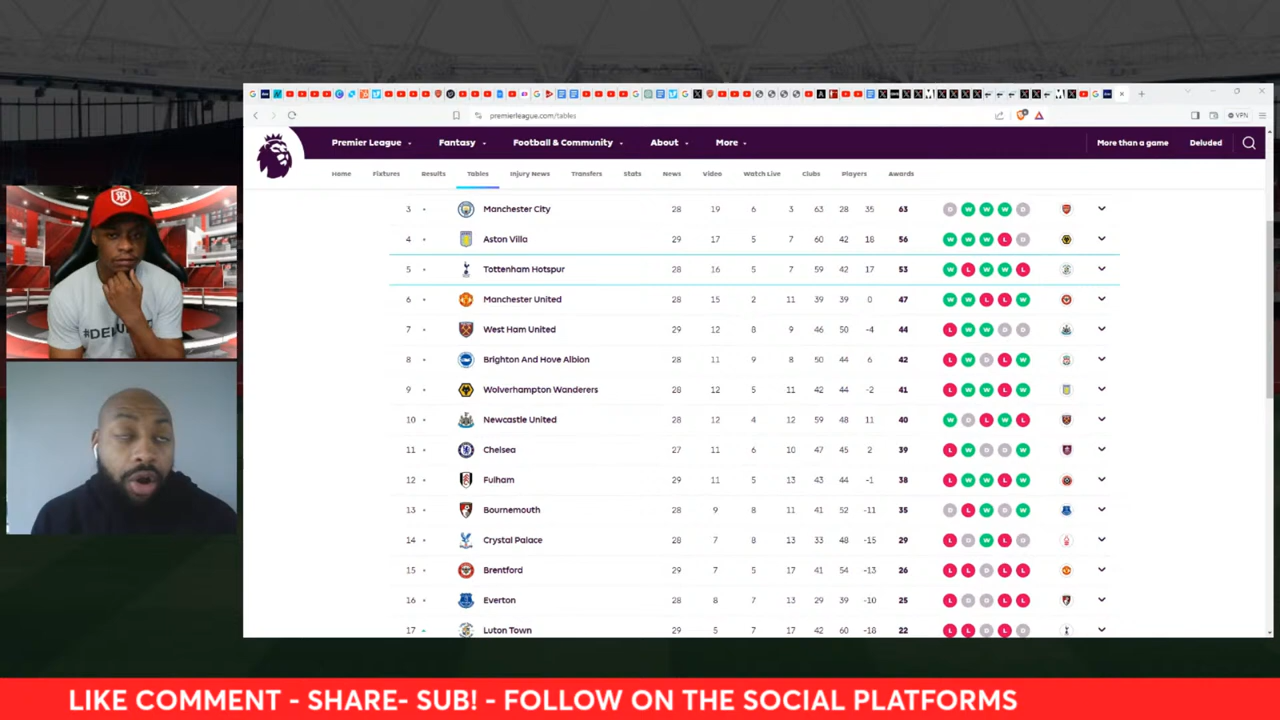 premierleague.com/tables
VPN
Premier League Fantasy Football & Community About More More than a game Deluded
Home Fixtures Results Tables Injury News Transfers Stats News Video Watch Live Clubs Players Awards
3 Manchester City 28 19 6 3 63 28 35 63 D W W W D
4 Aston Villa 29 17 5 7 60 42 18 56 W W W L D
5 Tottenham Hotspur 28 16 5 7 59 42 17 53 W L W W L
6 Manchester United 28 15 2 11 39 39 0 47 W W L L W
7 West Ham United 29 12 8 9 46 50 -4 44 L W W D D
8 Brighton And Hove Albion 28 11 9 8 50 44 6 42 L W D L W
9 Wolverhampton Wanderers 28 12 5 11 42 44 -2 41 L W W L W
10 Newcastle United 28 12 4 12 59 48 11 40 W D L W L
11 Chelsea 27 11 6 10 47 45 2 39 L W D D W
12 Fulham 29 11 5 13 43 44 -1 38 L W W L W
13 Bournemouth 28 9 8 11 41 52 -11 35 D L W D W
14 Crystal Palace 28 7 8 13 33 48 -15 29 L D W L D
15 Brentford 29 7 5 17 41 54 -13 26 L L D L L
16 Everton 28 8 7 13 29 39 -10 25 L D D L L
17 Luton Town 29 5 7 17 42 60 -18 22 L L D L D
LIKE COMMENT - SHARE- SUB! - FOLLOW ON THE SOCIAL PLATFORMS